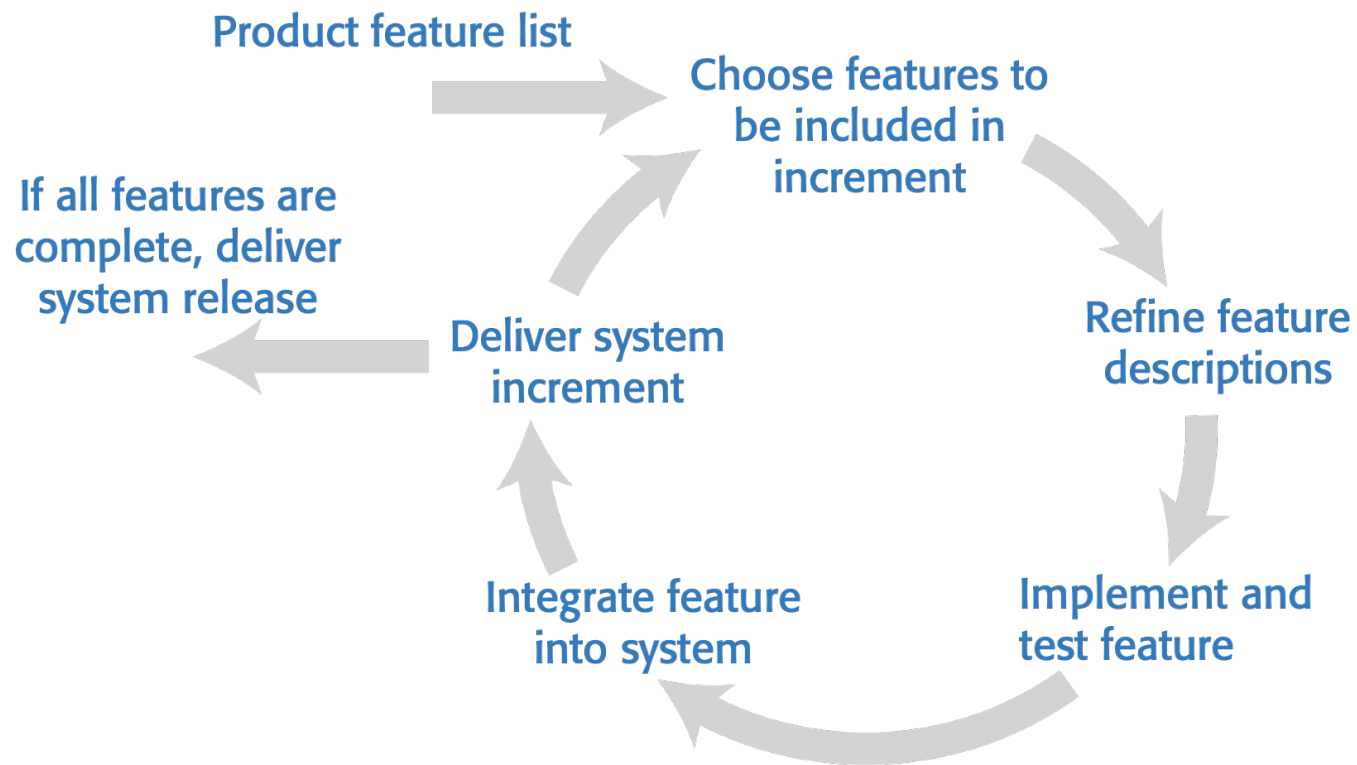 Product feature list
Choose features to
be included in
increment
Refine feature
descriptions
Implement and
test feature
Integrate feature
into system
Deliver system
increment
If all features are
complete, deliver
system release